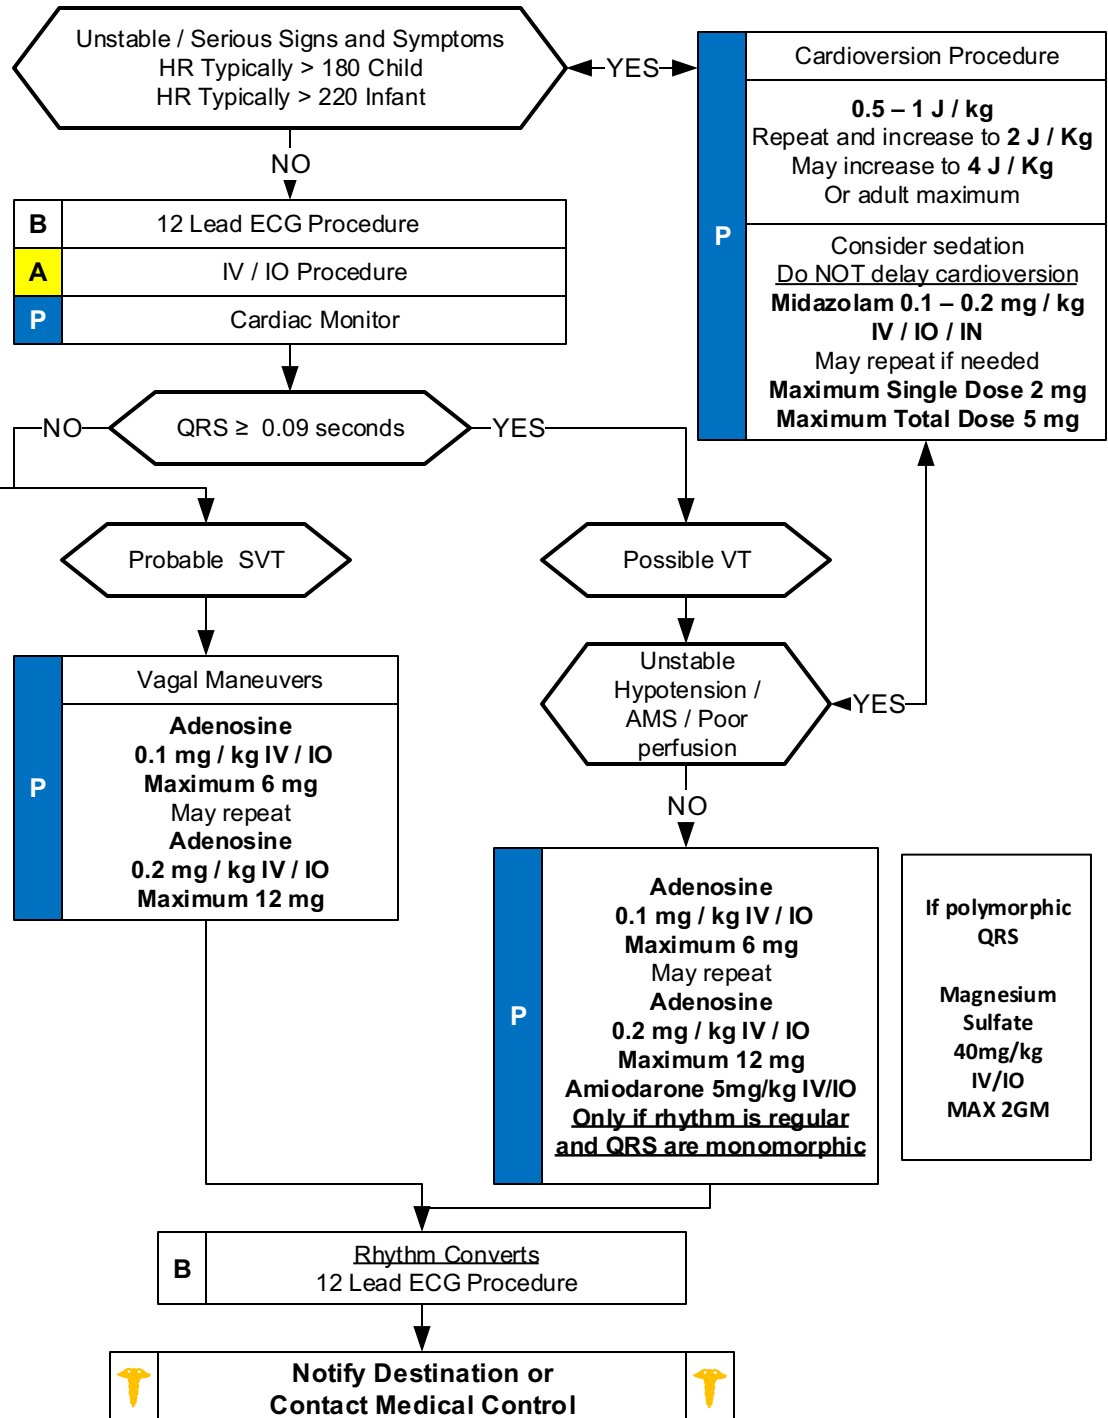 Unstable / Serious Signs and Symptoms
HR Typically > 180 Child
HR Typically > 220 Infant
YES
P
Cardioversion Procedure
0.5 – 1 J / kg
Repeat and increase to 2 J / Kg
May increase to 4 J / Kg
Or adult maximum
Consider sedation
Do NOT delay cardioversion
Midazolam 0.1 – 0.2 mg / kg
IV / IO / IN
May repeat if needed
Maximum Single Dose 2 mg
Maximum Total Dose 5 mg
NO
B 12 Lead ECG Procedure
A IV / IO Procedure
P Cardiac Monitor
NO
QRS ≥ 0.09 seconds
YES
Probable SVT
Possible VT
P
Vagal Maneuvers
Adenosine
0.1 mg / kg IV / IO
Maximum 6 mg
May repeat
Adenosine
0.2 mg / kg IV / IO
Maximum 12 mg
Unstable
Hypotension /
AMS / Poor
perfusion
YES
NO
P
Adenosine
0.1 mg / kg IV / IO
Maximum 6 mg
May repeat
Adenosine
0.2 mg / kg IV / IO
Maximum 12 mg
Amiodarone 5mg/kg IV/IO
Only if rhythm is regular
and QRS are monomorphic
If polymorphic
QRS
Magnesium
Sulfate
40mg/kg
IV/IO
MAX 2GM
B
Rhythm Converts
12 Lead ECG Procedure
Notify Destination or
Contact Medical Control